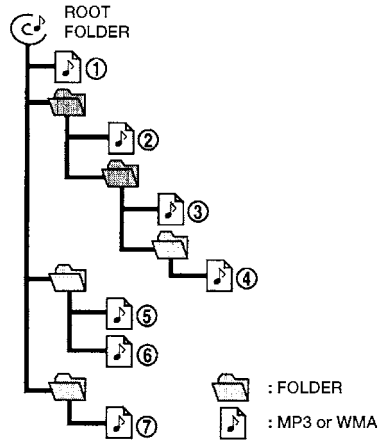 ROOT
FOLDER
①
②
③
④
⑤
⑥
⑦
: FOLDER
: MP3 or WMA